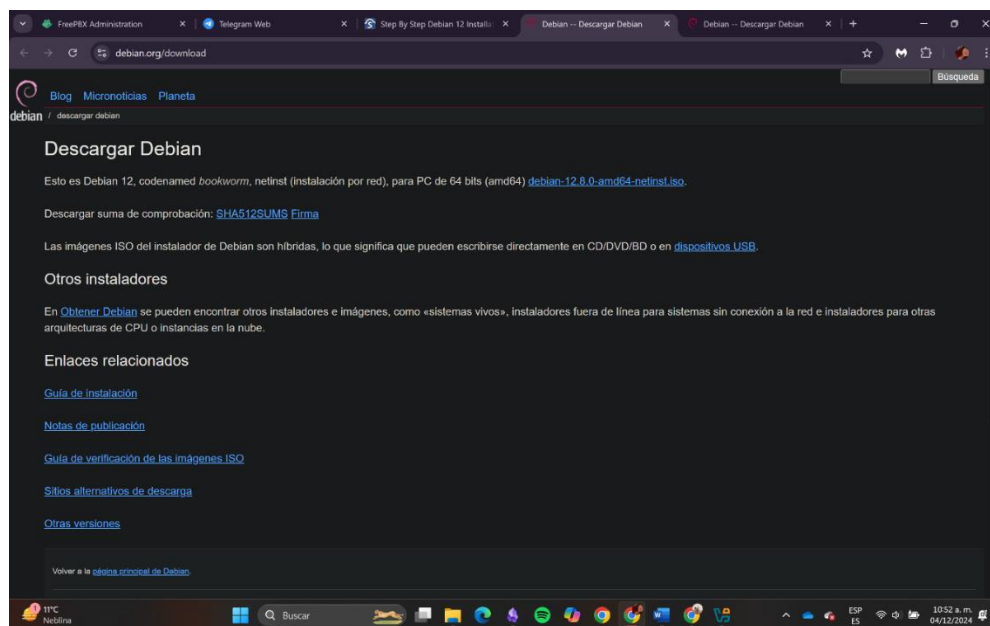 FreePBX Administration
Telegram Web
Step By Step Debian 12 Installa
Debian -- Descargar Debian
Debian -- Descargar Debian
debian.org/download
Búsqueda
Blog Micronoticias Planeta
debian / descargar debian
Descargar Debian
Esto es Debian 12, codenamed bookworm, netinst (instalación por red), para PC de 64 bits (amd64) debian-12.8.0-amd64-netinst.iso.
Descargar suma de comprobación: SHA512SUMS Firma
Las imágenes ISO del instalador de Debian son híbridas, lo que significa que pueden escribirse directamente en CD/DVD/BD o en dispositivos USB.
Otros instaladores
En Obtener Debian se pueden encontrar otros instaladores e imágenes, como «sistemas vivos», instaladores fuera de línea para sistemas sin conexión a la red e instaladores para otras
arquitecturas de CPU o instancias en la nube.
Enlaces relacionados
Guía de instalación
Notas de publicación
Guía de verificación de las imágenes ISO
Sitios alternativos de descarga
Otras versiones
Volver a la página principal de Debian.
1
11°C
Neblina
Buscar
ESP
ES
10:52 a. m.
04/12/2024